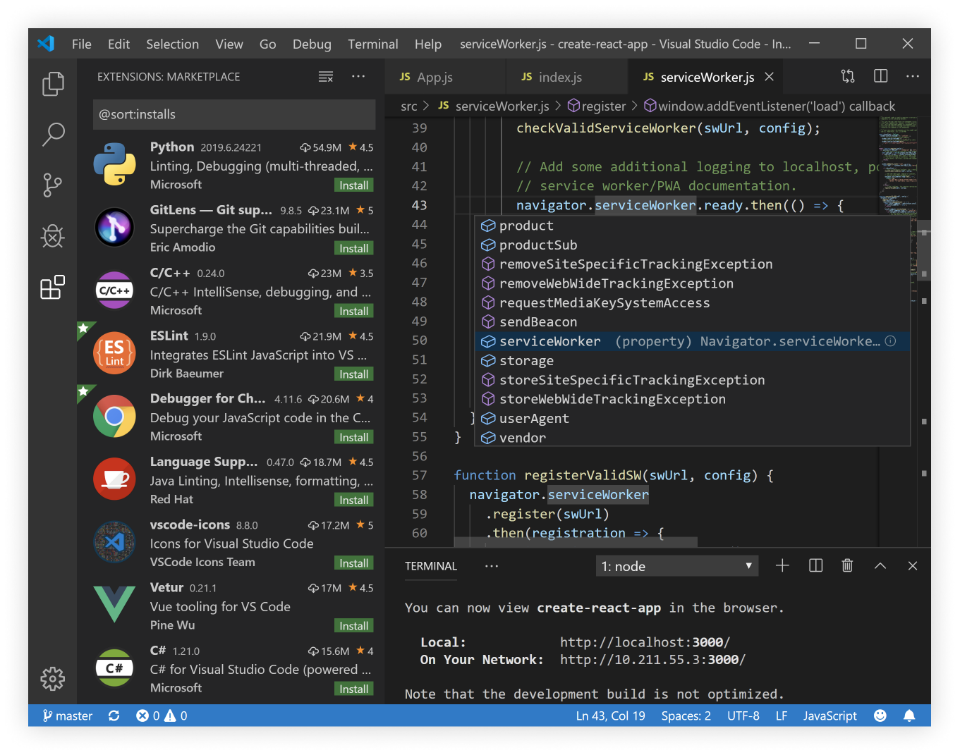 File Edit Selection View Go Debug Terminal Help serviceWorker.js - create-react-app - Visual Studio Code - In...
EXTENSIONS: MARKETPLACE
@sort:installs
Python 2019.6.24221 54.9M ★ 4.5
Linting, Debugging (multi-threaded, ...
Microsoft Install
GitLens — Git sup... 9.8.5 23.1M ★ 5
Supercharge the Git capabilities buil...
Eric Amodio Install
C/C++
C/C++ 0.24.0 23M ★ 3.5
C/C++ IntelliSense, debugging, and ...
Microsoft Install
ES Lint
ESLint 1.9.0 21.9M ★ 4.5
Integrates ESLint JavaScript into VS ...
Dirk Baeumer Install
Debugger for Ch... 4.11.6 20.6M ★ 4
Debug your JavaScript code in the C...
Microsoft Install
Language Supp... 0.47.0 18.7M ★ 4.5
Java Linting, Intellisense, formatting, ...
Red Hat Install
vscode-icons 8.8.0 17.2M ★ 5
Icons for Visual Studio Code
VSCode Icons Team Install
Vetur 0.21.1 17M ★ 4.5
Vue tooling for VS Code
Pine Wu Install
C#
C# 1.21.0 15.6M ★ 4
C# for Visual Studio Code (powered ...
Microsoft Install
JS App.js JS index.js JS serviceWorker.js
src > JS serviceWorker.js > register > window.addEventListener('load') callback
39 checkValidServiceWorker(swUrl, config);
40
41 // Add some additional logging to localhost, po
42 // service worker/PWA documentation.
43 navigator.serviceWorker.ready.then(() => {
44 product
45 productSub
46 removeSiteSpecificTrackingException
47 removeWebWideTrackingException
48 requestMediaKeySystemAccess
49 sendBeacon
50 serviceWorker (property) Navigator.serviceWorke...
51 storage
52 storeSiteSpecificTrackingException
53 storeWebWideTrackingException
54 } userAgent
55 } vendor
56
57 function registerValidSW(swUrl, config) {
58 navigator.serviceWorker
59 .register(swUrl)
60 .then(registration => {
TERMINAL ... 1: node
You can now view create-react-app in the browser.
Local: http://localhost:3000/
On Your Network: http://10.211.55.3:3000/
Note that the development build is not optimized.
master 0 0 Ln 43, Col 19 Spaces: 2 UTF-8 LF JavaScript